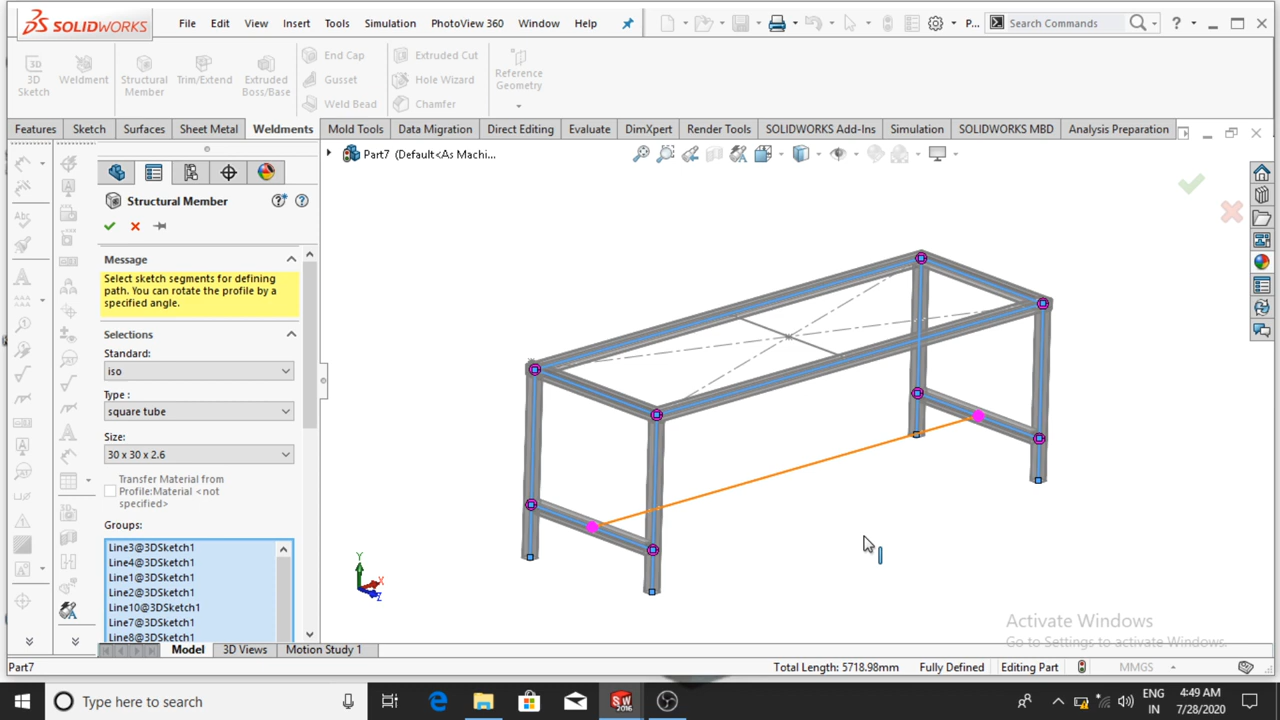 SOLIDWORKS
File Edit View Insert Tools Simulation PhotoView 360 Window Help
P...
Search Commands
3D Sketch
Weldment
Structural Member
Trim/Extend
Extruded Boss/Base
End Cap
Gusset
Weld Bead
Extruded Cut
Hole Wizard
Chamfer
Reference Geometry
Features Sketch Surfaces Sheet Metal Weldments Mold Tools Data Migration Direct Editing Evaluate DimXpert Render Tools SOLIDWORKS Add-Ins Simulation SOLIDWORKS MBD Analysis Preparation
Part7 (Default<As Machi...
Structural Member
Message
Select sketch segments for defining
path. You can rotate the profile by a
specified angle.
Selections
Standard:
iso
Type :
square tube
Size:
30 x 30 x 2.6
Transfer Material from
Profile:Material <not
specified>
Groups:
Line3@3DSketch1
Line4@3DSketch1
Line1@3DSketch1
Line2@3DSketch1
Line10@3DSketch1
Line7@3DSketch1
Line8@3DSketch1
Y
X
Z
Activate Windows
Go to Settings to activate Windows.
Model 3D Views Motion Study 1
Part7
Total Length: 5718.98mm Fully Defined Editing Part MMGS
Type here to search
ENG
IN
4:49 AM
7/28/2020